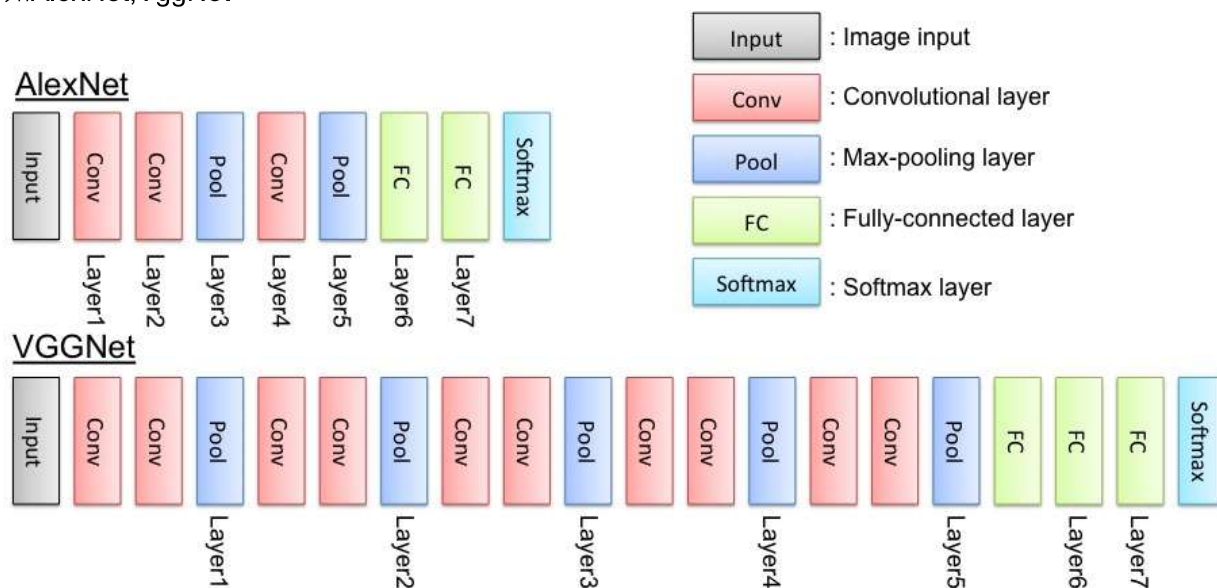 AlexNet, VggNet
Input : Image input
Conv : Convolutional layer
Pool : Max-pooling layer
FC : Fully-connected layer
Softmax : Softmax layer
AlexNet
Input Conv Conv Pool Conv Pool FC FC Softmax
Layer1 Layer2 Layer3 Layer4 Layer5 Layer6 Layer7
VGGNet
Input Conv Conv Pool Conv Conv Pool Conv Conv Pool Conv Conv Pool Conv Conv Pool FC FC FC Softmax
Layer1 Layer2 Layer3 Layer4 Layer5 Layer6 Layer7